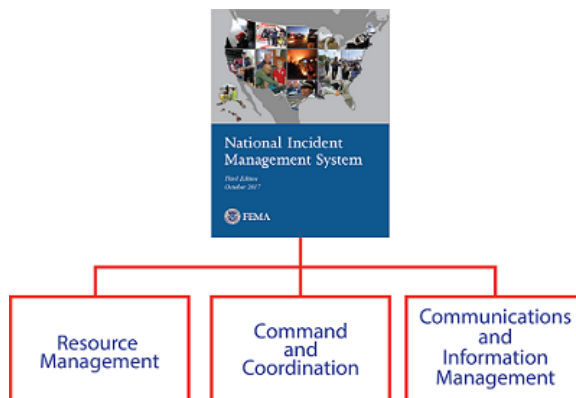 National Incident
Management System
Third Edition
October 2017
FEMA
Resource
Management
Command
and
Coordination
Communications
and
Information
Management